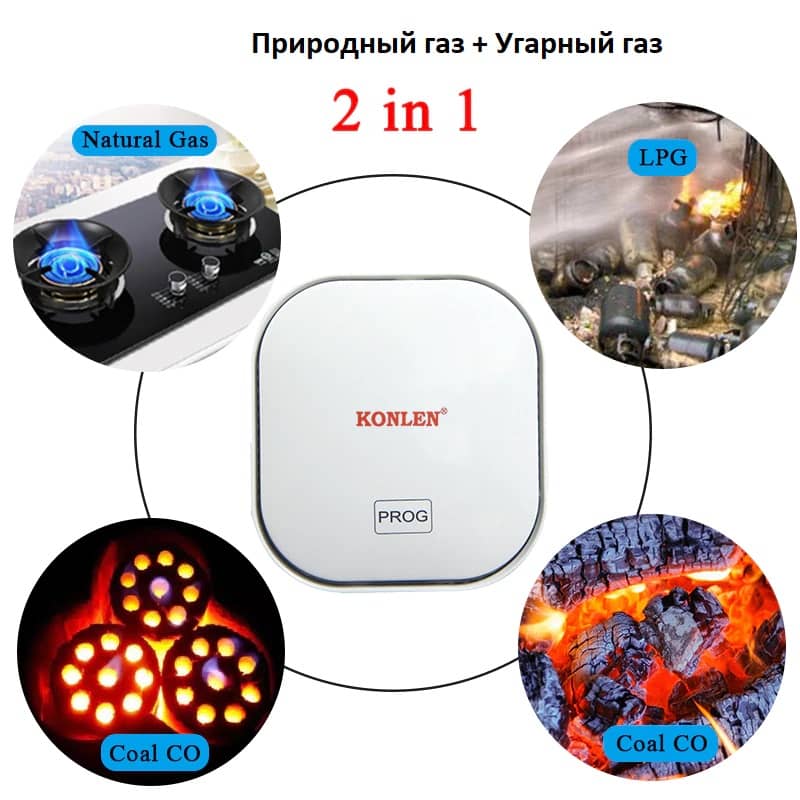 Природный газ + Угарный газ
2 in 1
Natural Gas
LPG
KONLEN®
PROG
Coal CO
Coal CO